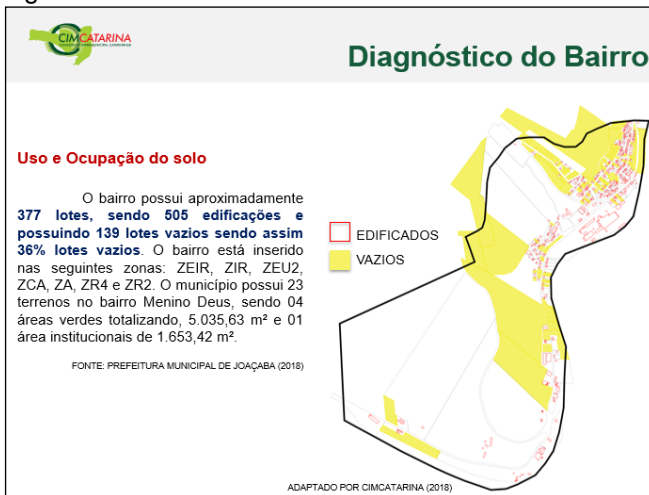 CIMCATARINA
Diagnóstico do Bairro
Uso e Ocupação do solo
O bairro possui aproximadamente
377 lotes, sendo 505 edificações e
possuindo 139 lotes vazios sendo assim
36% lotes vazios. O bairro está inserido
nas seguintes zonas: ZEIR, ZIR, ZEU2,
ZCA, ZA, ZR4 e ZR2. O município possui 23
terrenos no bairro Menino Deus, sendo 04
áreas verdes totalizando, 5.035,63 m² e 01
área institucionais de 1.653,42 m².
FONTE: PREFEITURA MUNICIPAL DE JOAÇABA (2018)
EDIFICADOS
VAZIOS
ADAPTADO POR CIMCATARINA (2018)